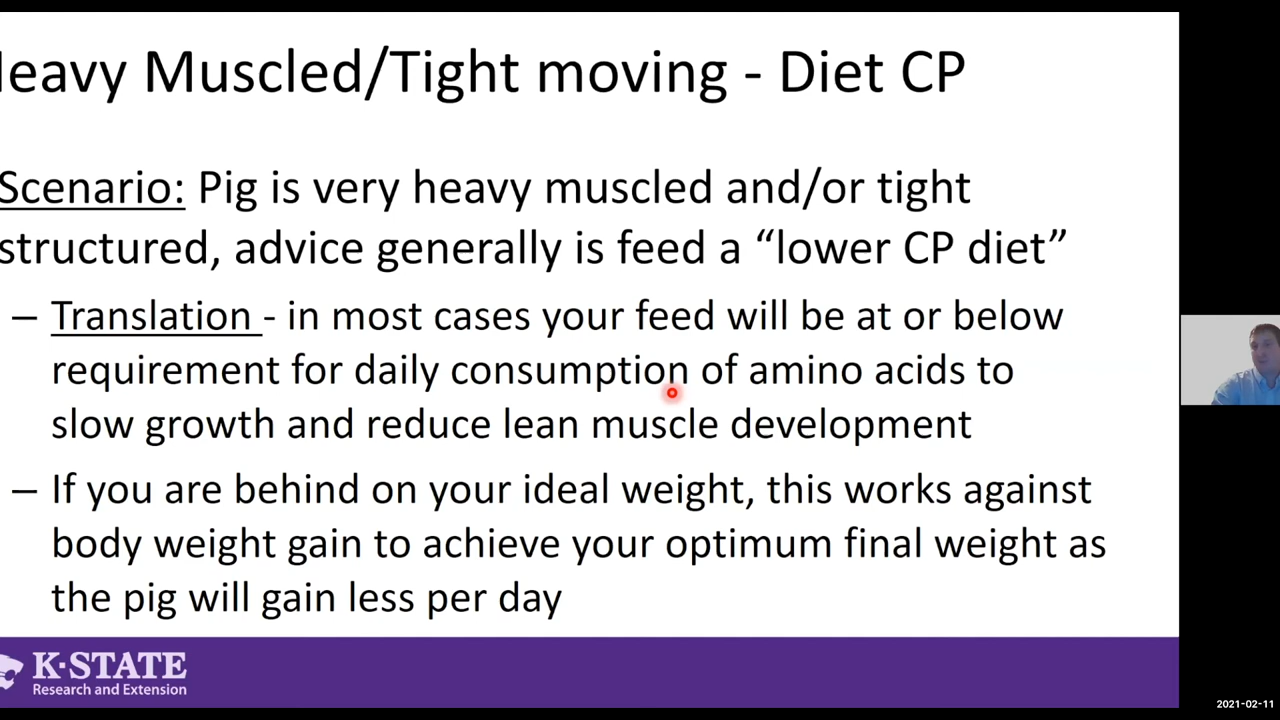 eavy Muscled/Tight moving - Diet CP
Scenario: Pig is very heavy muscled and/or tight
structured, advice generally is feed a “lower CP diet”
– Translation - in most cases your feed will be at or below
requirement for daily consumption of amino acids to
slow growth and reduce lean muscle development
– If you are behind on your ideal weight, this works against
body weight gain to achieve your optimum final weight as
the pig will gain less per day
K·STATE
Research and Extension
2021-02-11